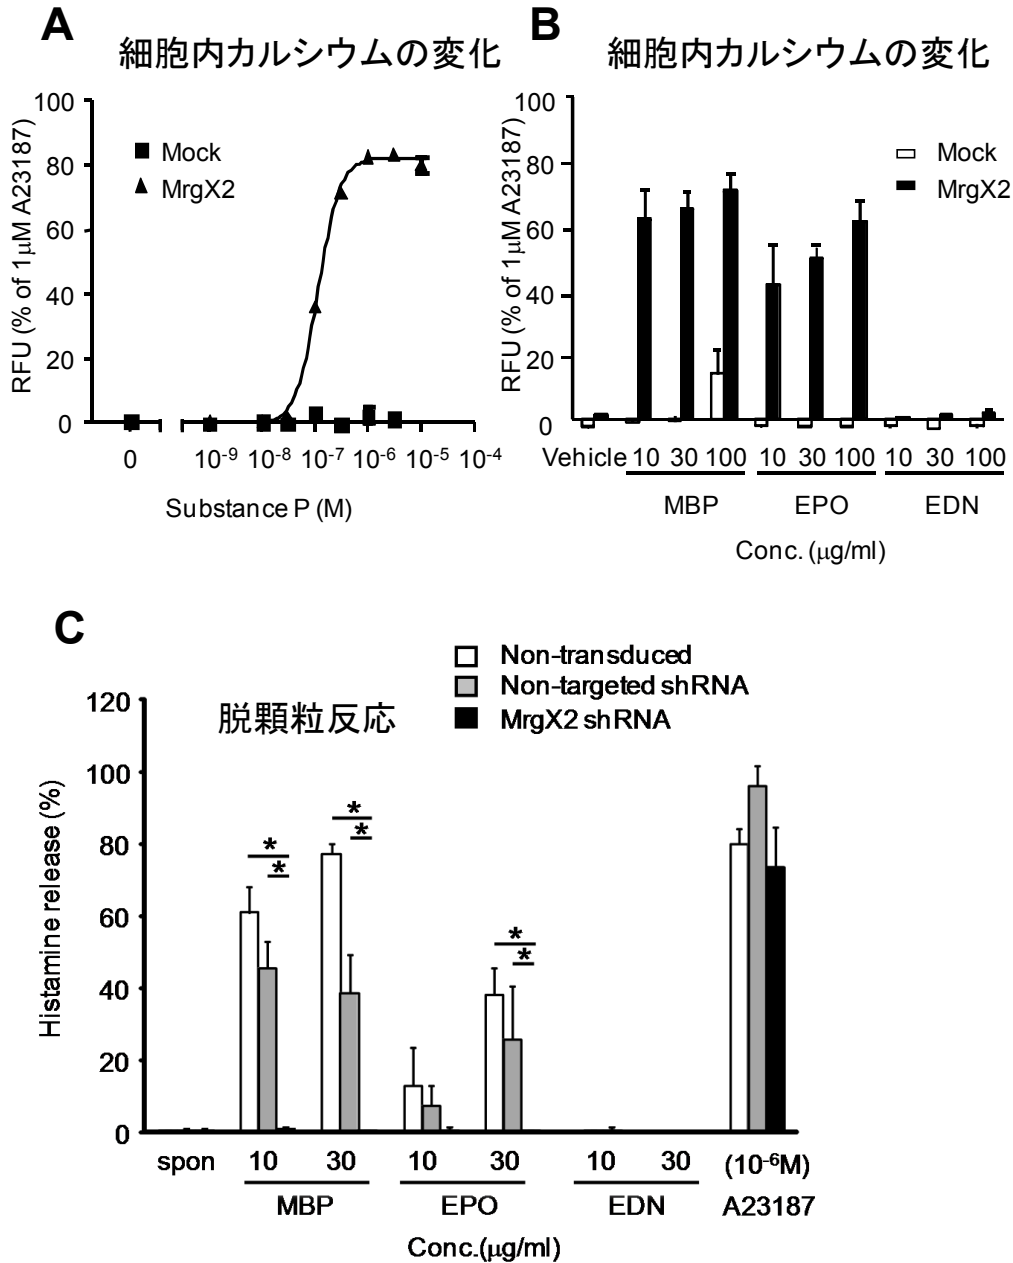 A
細胞内カルシウムの変化
RFU (% of 1μM A23187)
100
80
60
40
20
0
Mock
MrgX2
0 10-9 10-8 10-7 10-6 10-5 10-4
Substance P (M)
B
細胞内カルシウムの変化
RFU (% of 1μM A23187)
100
80
60
40
20
0
Mock
MrgX2
Vehicle 10 30 100 10 30 100 10 30 100
MBP EPO EDN
Conc. (μg/ml)
C
脱顆粒反応
Non-transduced
Non-targeted shRNA
MrgX2 shRNA
Histamine release (%)
120
100
80
60
40
20
0
* * * * * *
spon 10 30 10 30 10 30 (10-6M)
MBP EPO EDN A23187
Conc.(μg/ml)